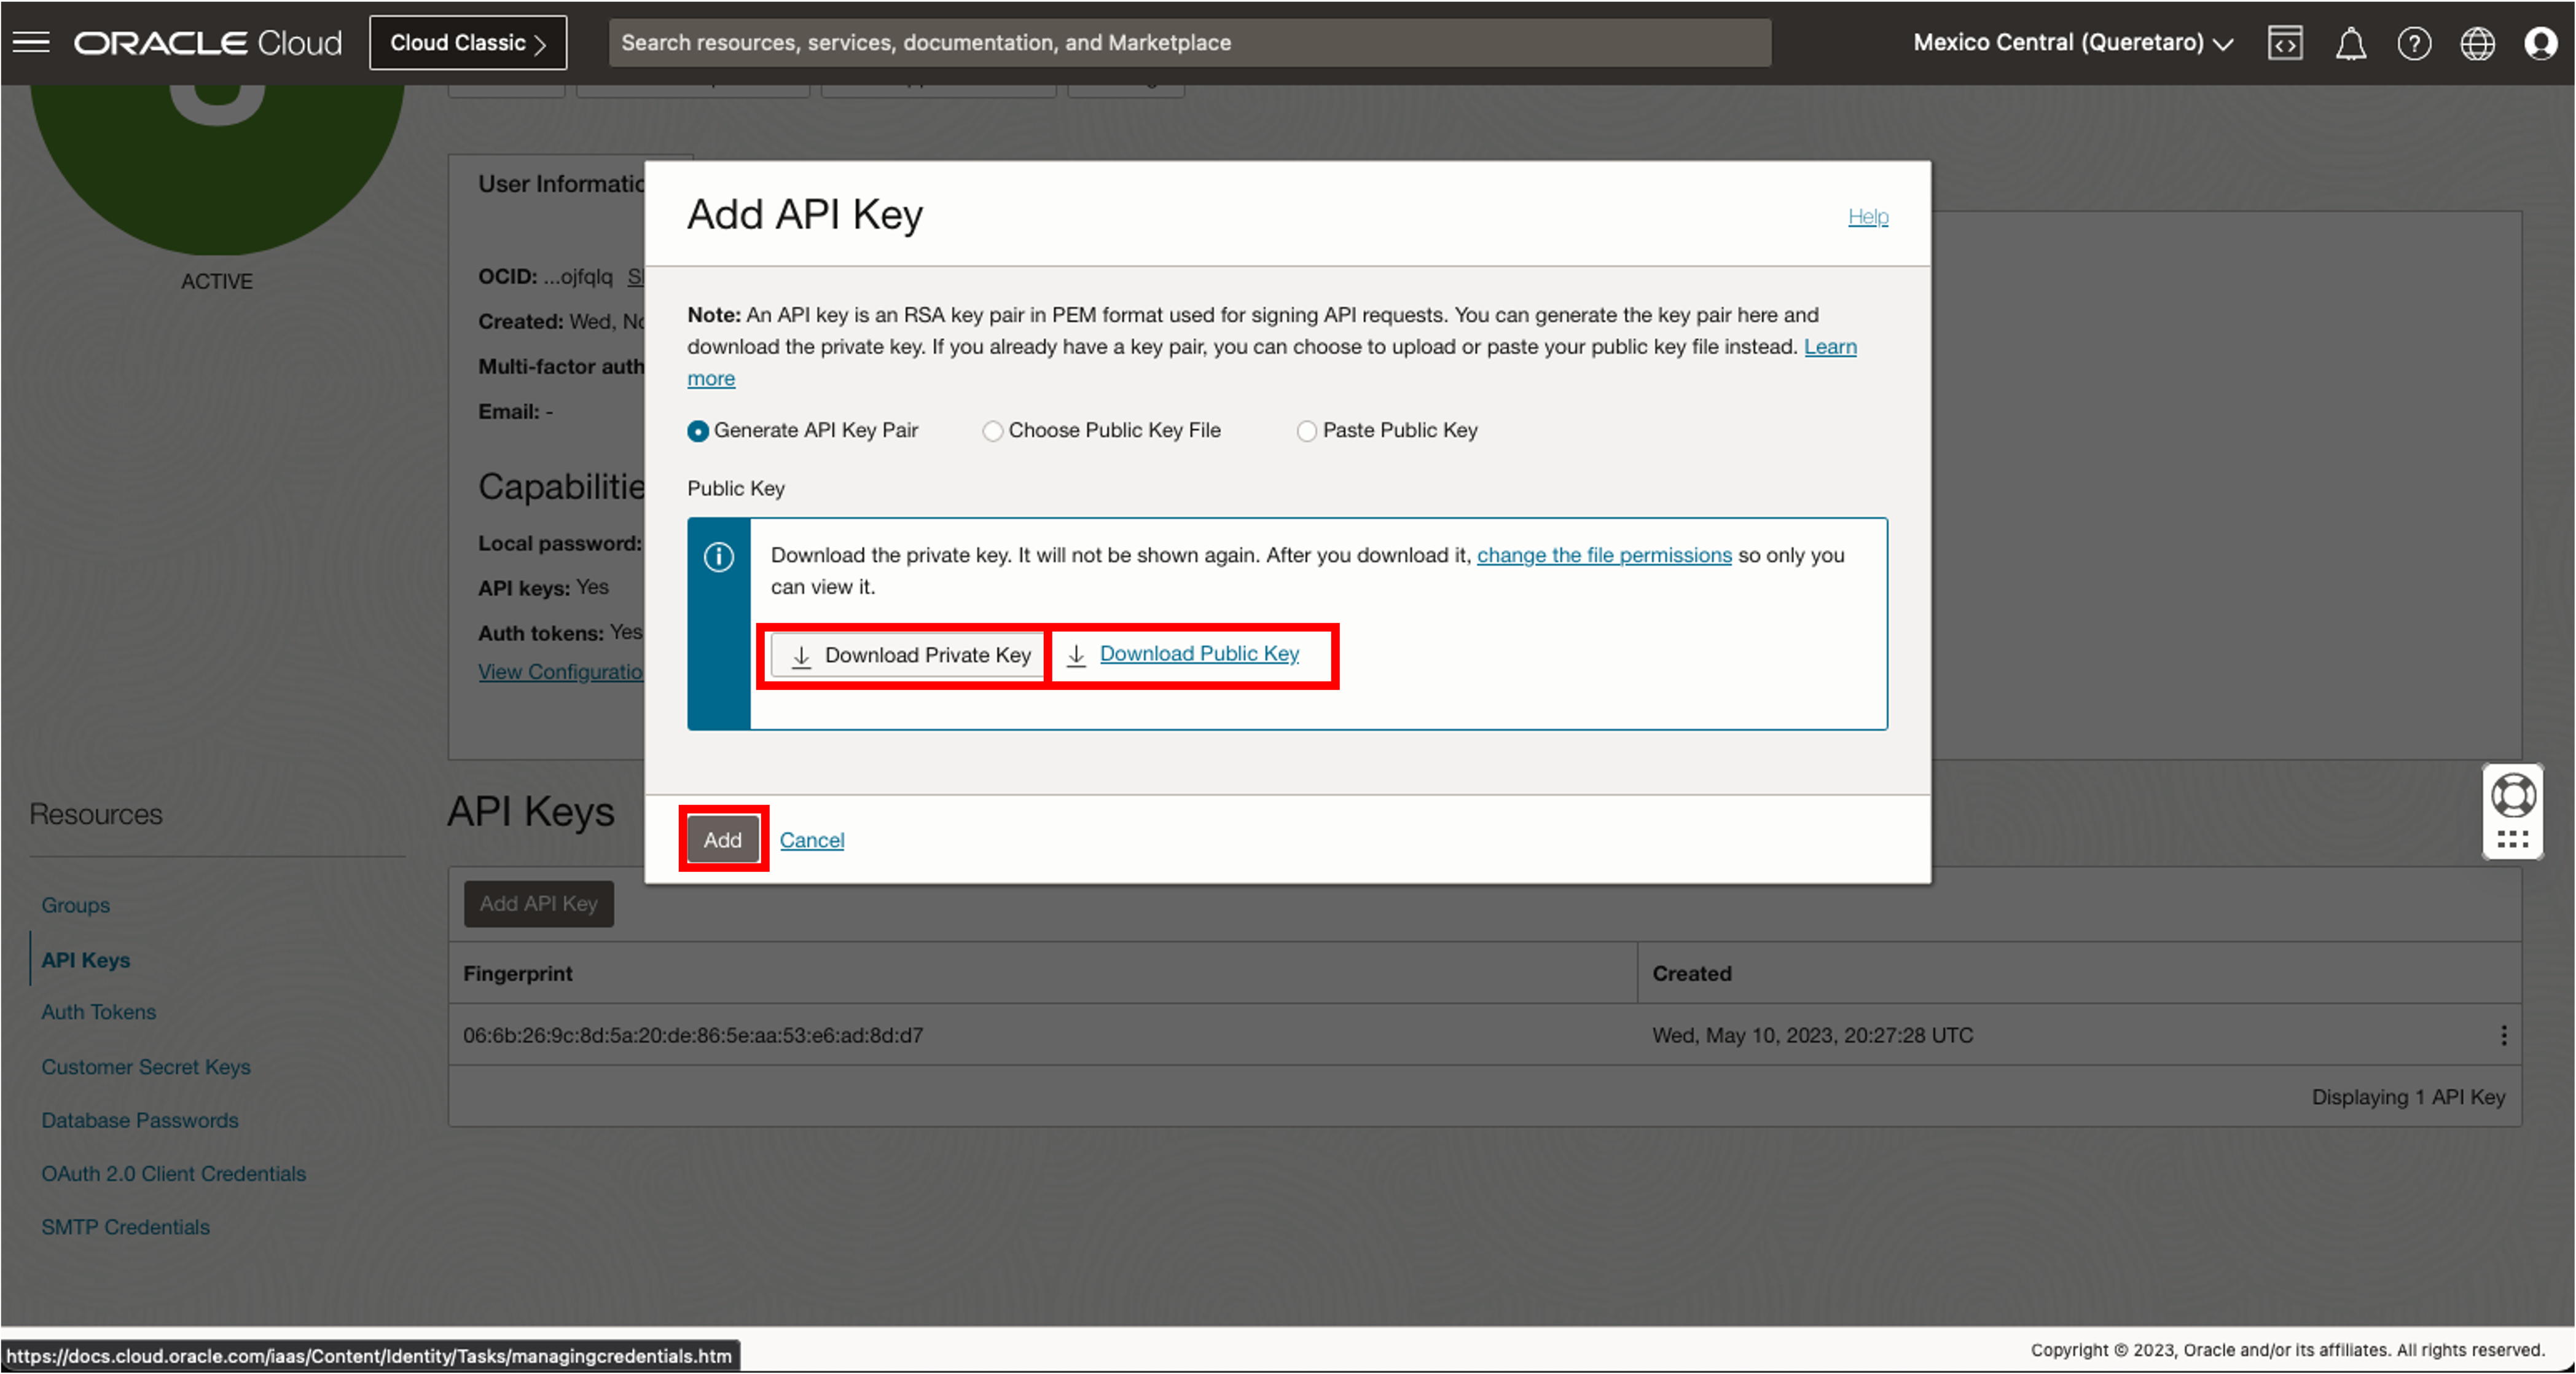 ORACLE Cloud
Cloud Classic
Search resources, services, documentation, and Marketplace
Mexico Central (Queretaro)
ACTIVE
User Informatio
OCID: ...ojfqlq
Created: Wed, No
Multi-factor auth
Email: -
Capabilitie
Local password:
API keys: Yes
Auth tokens: Yes
View Configuratio
Add API Key
Help
Note: An API key is an RSA key pair in PEM format used for signing API requests. You can generate the key pair here and
download the private key. If you already have a key pair, you can choose to upload or paste your public key file instead. Learn
more
Generate API Key Pair
Choose Public Key File
Paste Public Key
Public Key
Download the private key. It will not be shown again. After you download it, change the file permissions so only you
can view it.
Download Private Key
Download Public Key
Add
Cancel
Resources
Groups
API Keys
Auth Tokens
Customer Secret Keys
Database Passwords
OAuth 2.0 Client Credentials
SMTP Credentials
API Keys
Add API Key
Fingerprint
Created
06:6b:26:9c:8d:5a:20:de:86:5e:aa:53:e6:ad:8d:d7
Wed, May 10, 2023, 20:27:28 UTC
Displaying 1 API Key
https://docs.cloud.oracle.com/iaas/Content/Identity/Tasks/managingcredentials.htm
Copyright © 2023, Oracle and/or its affiliates. All rights reserved.